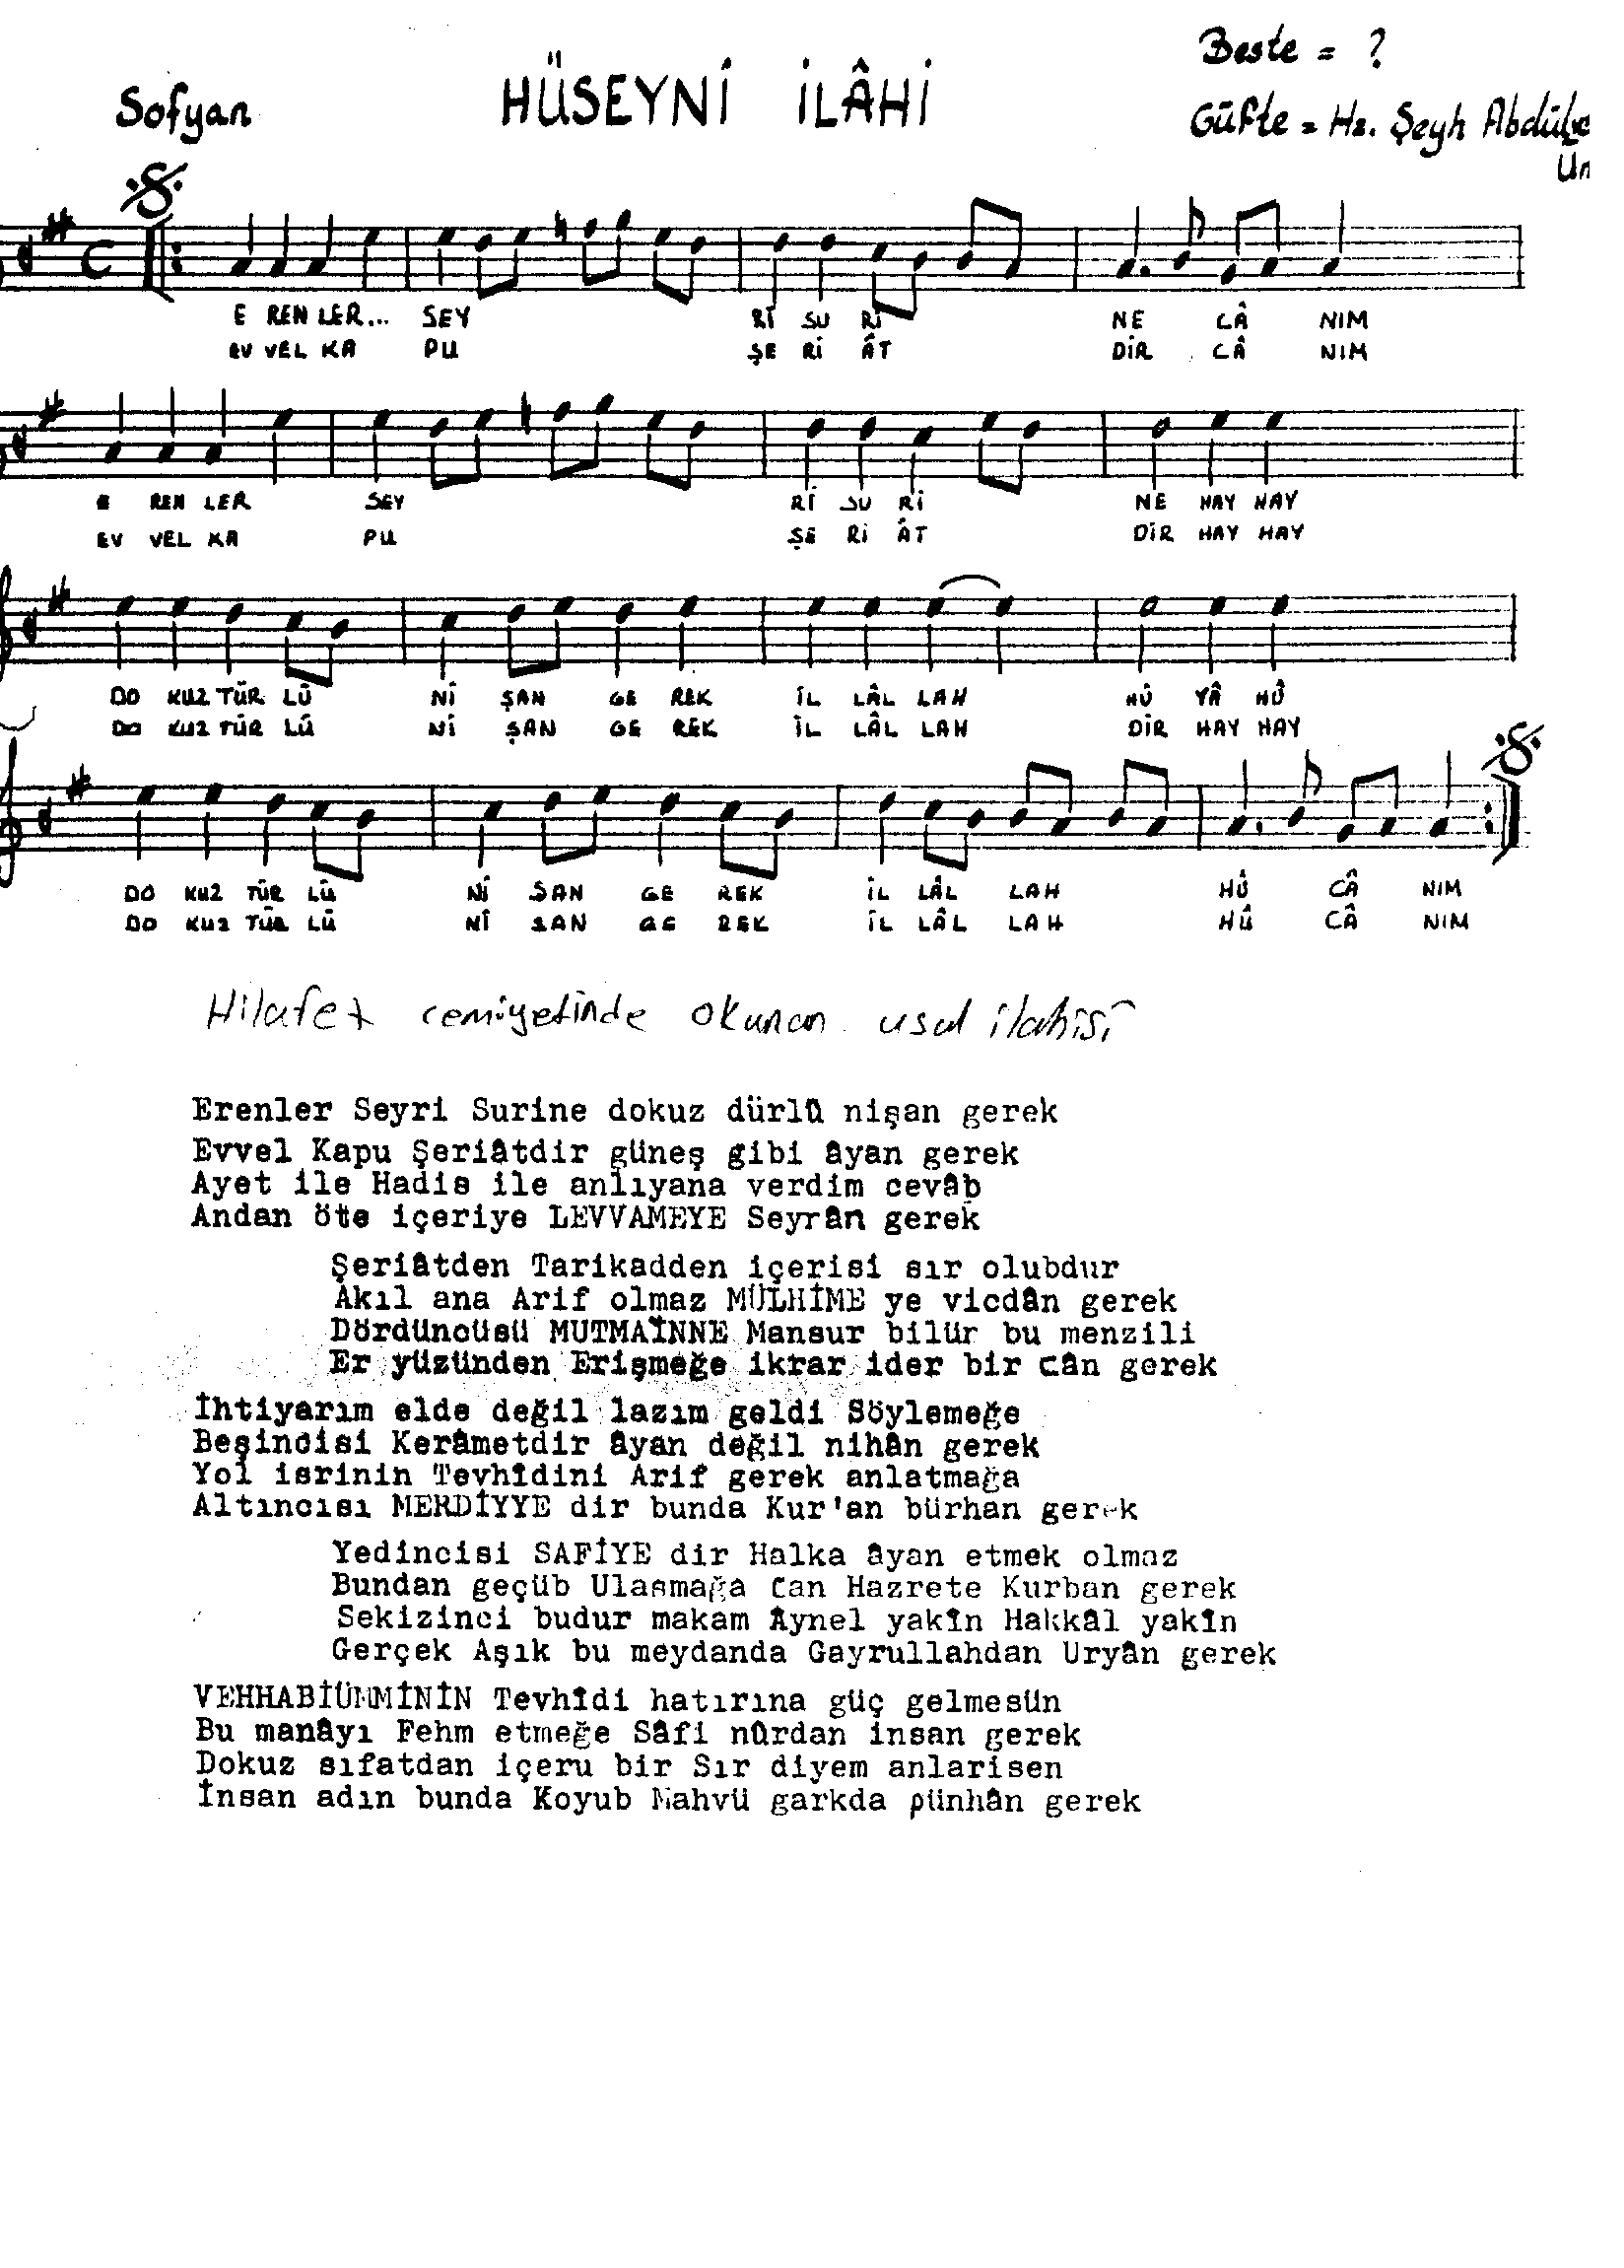 Beste = ?
Sofyan
HÜSEYNİ İLÂHİ
Güfte = Hz. Şeyh
E REN LER... SEY Rİ SU Rİ NE CÂ NIM
EV VEL KA PU ŞE Rİ ÂT DİR CÂ NIM
E REN LER SEY Rİ SU Rİ NE HAY HAY
EV VEL KA PU ŞE Rİ ÂT DİR HAY HAY
DO KUZ TÜR LÜ Nİ ŞAN GE REK İL LÂL LAH HÛ YÂ HÛ
DO KUZ TÜR LÜ Nİ ŞAN GE REK İL LÂL LAH DİR HAY HAY
DO KUZ TÜR LÜ Nİ SAN GE REK İL LÂL LAH HÛ CÂ NIM
DO KUZ TÜR LÜ Nİ SAN GE REK İL LÂL LAH HÛ CÂ NIM
Hilafet cemiyetinde okunan usul ilahisi
Erenler Seyri Surine dokuz dürlû nişan gerek
Evvel Kapu Şeriâtdir güneş gibi âyan gerek
Ayet ile Hadis ile anlıyana verdim cevâb
Andan öte içeriye LEVVAMEYE Seyrân gerek
Şeriâtden Tarikadden içerisi sır olubdur
Akıl ana Arif olmaz MÜLHİME ye vicdân gerek
Dördüncüsü MUTMAİNNE Mansur bilür bu menzili
Er yüzünden Erişmeğe ikrar ider bir cân gerek
İhtiyarım elde değil lazım geldi Söylemeğe
Beşincisi Kerâmetdir âyan değil nihân gerek
Yol isrinin Tevhîdini Arif gerek anlatmağa
Altıncısı MERDİYYE dir bunda Kur'an bürhan gerek
Yedincisi SAFİYE dir Halka âyan etmek olmaz
Bundan geçüb Ulasmağa can Hazrete Kurban gerek
Sekizinci budur makam Âynel yakîn Hakkâl yakîn
Gerçek Aşık bu meydanda Gayrullahdan Uryân gerek
VEHHABİÜMMİNİN Tevhîdi hatırına güç gelmesün
Bu manâyı Fehm etmeğe Sâfi nûrdan insan gerek
Dokuz sıfatdan içeru bir Sır diyem anlarisen
İnsan adın bunda Koyub Mahvü garkda pünhân gerek